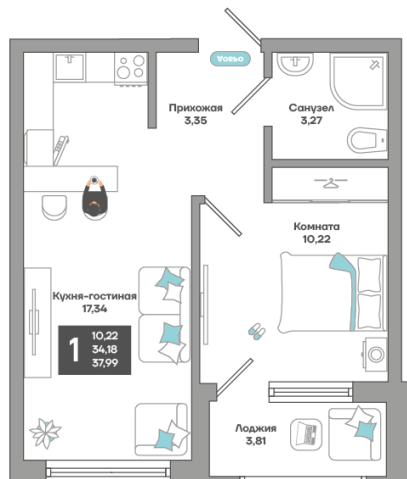 Прихожая
3,35
Санузел
3,27
Комната
10,22
Кухня-гостиная
17,34
1
10,22
34,18
37,99
Лоджия
3,81